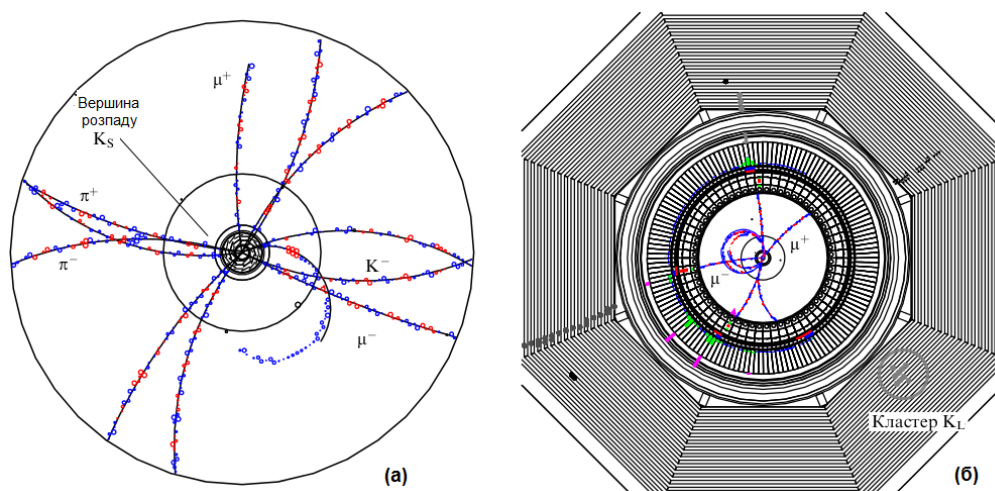 μ⁺
Вершина
розпаду
K_S
π⁺
π⁻
K⁻
μ⁻
(а)
μ⁺
μ⁻
Кластер K_L
(б)